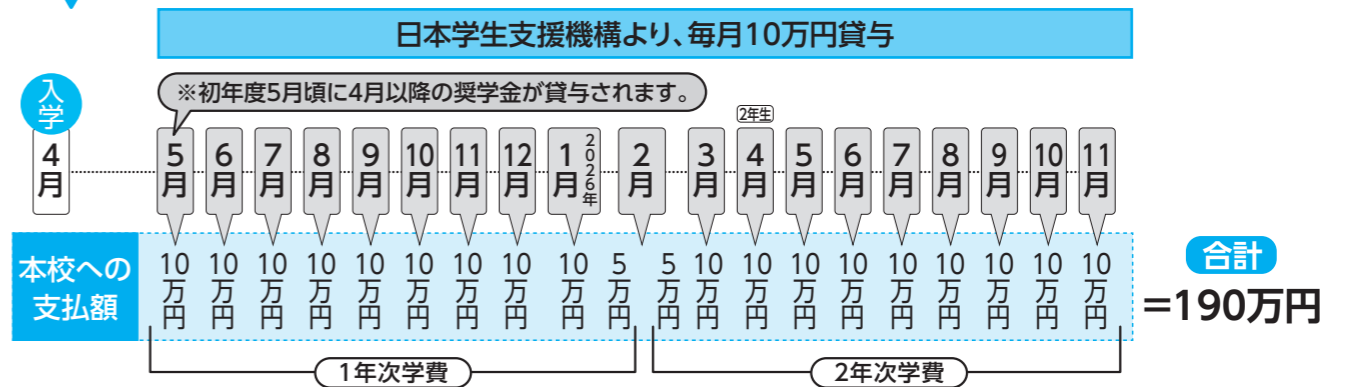 日本学生支援機構より、毎月10万円貸与
※初年度5月頃に4月以降の奨学金が貸与されます。
入学
2年生
4月 5月 6月 7月 8月 9月 10月 11月 12月 1月 2026年 2月 3月 4月 5月 6月 7月 8月 9月 10月 11月
本校への
支払額
10万円 10万円 10万円 10万円 10万円 10万円 10万円 10万円 10万円 5万円 5万円 10万円 10万円 10万円 10万円 10万円 10万円 10万円 10万円 10万円
合計
=190万円
1年次学費 2年次学費